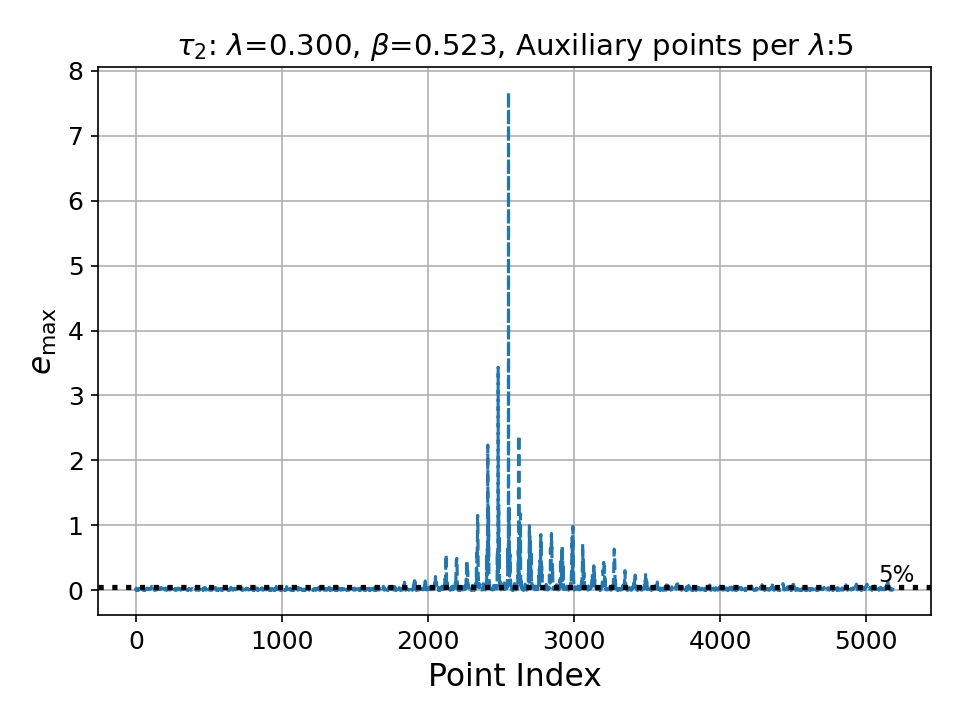 τ₂: λ=0.300, β=0.523, Auxiliary points per λ:5
8
7
6
5
4
3
2
1
0
e_max
5%
0 1000 2000 3000 4000 5000
Point Index